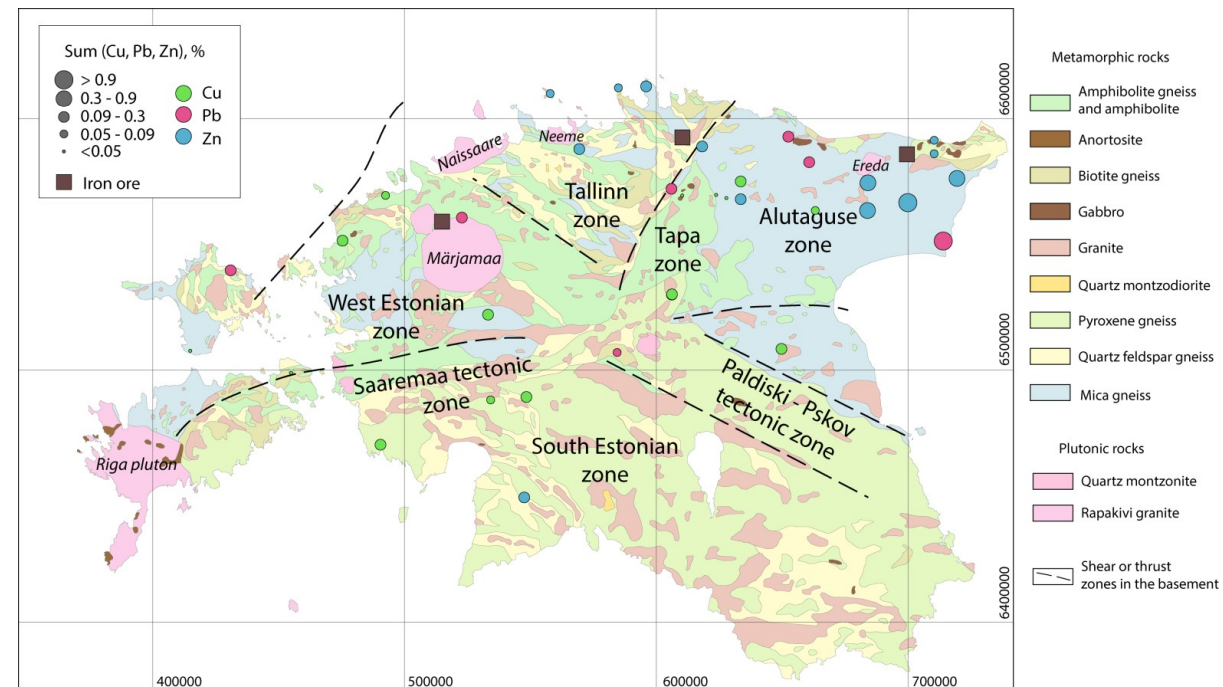 Sum (Cu, Pb, Zn), %
> 0.9
0.3 - 0.9
0.09 - 0.3
0.05 - 0.09
<0.05
Cu
Pb
Zn
Iron ore
Naissaare
Neeme
Tallinn
zone
Ereda
Alutaguse
zone
Tapa
zone
Märjamaa
West Estonian
zone
Saaremaa tectonic
zone
Paldiski - Pskov
tectonic zone
South Estonian
zone
Riga pluton
400000
500000
600000
700000
6600000
6500000
6400000
Metamorphic rocks
Amphibolite gneiss
and amphibolite
Anortosite
Biotite gneiss
Gabbro
Granite
Quartz montzodiorite
Pyroxene gneiss
Quartz feldspar gneiss
Mica gneiss
Plutonic rocks
Quartz montzonite
Rapakivi granite
Shear or thrust
zones in the basement